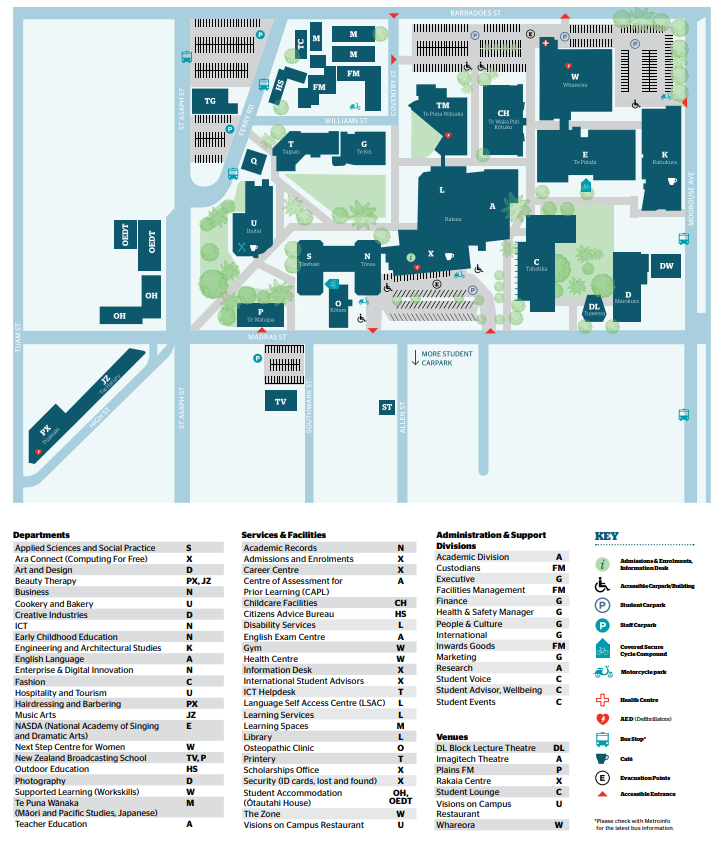 BARBADOES ST
P
P
P
E
P
TC
M
M
M
W
Whareora
ST ASAPH ST
FERRY RD
HS
FM
FM
COVENTRY ST
TG
TM
Te Puna Wānaka
CH
Te Waka Pūi
Kōtuku
P
WILLIAMS ST
T
Taipari
G
Te Kei
E
Te Pōtahi
K
Kahukura
Q
MOORHOUSE AVE
L
Rakaia
A
U
OEDT
OEDT
S
Tāwhaki
N
Tūroa
X
i
C
Tahatika
DW
OH
OH
E
P
D
Maukura
DL
Tuawera
O
Kōtare
P
Te Wahapa
TUAM ST
MADRAS ST
P
MORE STUDENT
CARPARK
JZ
PX
HIGH ST
ST ASAPH ST
TV
SOUTHWARK ST
ST
ALLEN ST
Departments
Applied Sciences and Social Practice S
Ara Connect (Computing For Free) X
Art and Design D
Beauty Therapy PX, JZ
Business N
Cookery and Bakery U
Creative Industries D
ICT N
Early Childhood Education N
Engineering and Architectural Studies K
English Language A
Enterprise & Digital Innovation N
Fashion C
Hospitality and Tourism U
Hairdressing and Barbering PX
Music Arts JZ
NASDA (National Academy of Singing E
and Dramatic Arts)
Next Step Centre for Women W
New Zealand Broadcasting School TV, P
Outdoor Education HS
Photography D
Supported Learning (Workskills) W
Te Puna Wānaka M
(Māori and Pacific Studies, Japanese)
Teacher Education A
Services & Facilities
Academic Records N
Admissions and Enrolments X
Career Centre X
Centre of Assessment for A
Prior Learning (CAPL)
Childcare Facilities CH
Citizens Advice Bureau HS
Disability Services L
English Exam Centre A
Gym W
Health Centre W
Information Desk X
International Student Advisors X
ICT Helpdesk T
Language Self Access Centre (LSAC) L
Learning Services L
Learning Spaces M
Library L
Osteopathic Clinic O
Printery T
Scholarships Office X
Security (ID cards, lost and found) X
Student Accommodation OH,
(Ōtautahi House) OEDT
The Zone W
Visions on Campus Restaurant U
Administration & Support
Divisions
Academic Division A
Custodians FM
Executive G
Facilities Management FM
Finance G
Health & Safety Manager G
People & Culture G
International G
Inwards Goods FM
Marketing G
Research A
Student Voice C
Student Advisor, Wellbeing C
Student Events C
Venues
DL Block Lecture Theatre DL
Imagitech Theatre A
Plains FM P
Rakaia Centre X
Student Lounge C
Visions on Campus U
Restaurant
Whareora W
KEY
i Admissions & Enrolments,
Information Desk
Accessible Carpark/Building
P Student Carpark
P Staff Carpark
Covered Secure
Cycle Compound
Motorcycle park
Health Centre
AED (Defibrillators)
Bus Stop*
Café
E Evacuation Points
Accessible Entrance
*Please check with Metroinfo
for the latest bus information.